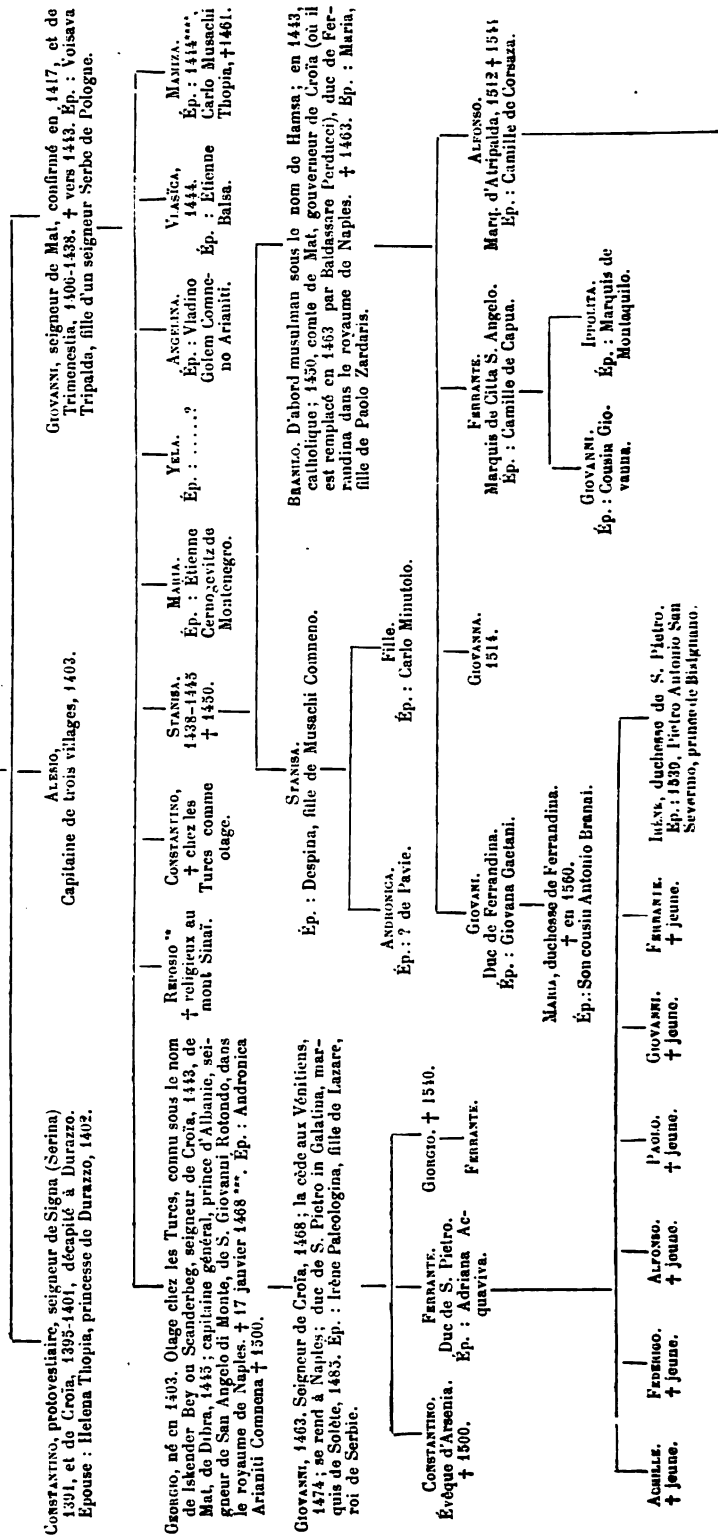 CONSTANTINO, protovestiaire, seigneur de Signa (Serina)
1391, et de Croïa, 1395-1401, décapité à Durazzo.
Epouse : Helena Thopia, princesse de Durazzo, 1402.
ALESIO,
Capitaine de trois villages, 1403.
GIOVANNI, seigneur de Mat, confirmé en 1417, et de
Trimenestia, 1406-1438. † vers 1443. Ép. : Voisava
Tripalda, fille d'un seigneur Serbe de Pologne.
GEORGIO, né en 1403. Otage chez les Turcs, connu sous le nom
de Iskender Bey ou Scanderbeg, seigneur de Croïa, 1443, de
Mat, de Dibra, 1445 ; capitaine général, prince d'Albanie, sei-
gneur de San Angelo di Monte, de S. Giovanni Rotondo, dans
le royaume de Naples. † 17 janvier 1468 ***. Ép. : Andronica
Arianiti Comnena † 1500.
REPOSIO **
† religieux au
mont Sinaï.
CONSTANTINO,
† chez les
Turcs comme
otage.
STANISA.
1438-1445
† 1450.
MARIA.
Ép. : Étienne
Cernogevitz de
Montenegro.
YELA.
Ép. : .....?
ANGELINA.
Ép. : Vladino
Golem Comne-
no Arianiti.
VLASÏCA,
1444.
Ép. : Étienne
Balsa.
MAMIZA.
Ép. : 1414****,
Carlo Musachi
Thopia, † 1461.
GIOVANNI, 1463. Seigneur de Croïa, 1468 ; la cède aux Vénitiens,
1474 ; se rend à Naples ; duc de S. Pietro in Galatina, mar-
quis de Solète, 1485. Ép. : Irène Paleologina, fille de Lazare,
roi de Serbie.
STANISA.
Ép. : Despina, fille de Musachi Comneno.
BRANILO. D'abord musulman sous le nom de Hamsa ; en 1443,
catholique ; 1450, comte de Mat, gouverneur de Croïa (où il
est remplacé en 1463 par Baldassare Perducci), duc de Fer-
randina dans le royaume de Naples. † 1463. Ép. : Maria,
fille de Paolo Zardaris.
CONSTANTINO.
Évêque d'Arsenia.
† 1500.
FERRANTE.
Duc de S. Pietro.
Ép. : Adriana Ac-
quaviva.
GIORGIO. † 1540.
FERRANTE.
ANDRONICA.
Ép. : ? de Pavie.
Fille.
Ép. : Carlo Minutolo.
GIOVANI.
Duc de Ferrandina.
Ép. : Giovana Gaetani.
MARIA, duchesse de Ferrandina.
† en 1560.
Ép.: Son cousin Antonio Branai.
GIOVANNA.
1514.
FERRANTE.
Marquis de Citta S. Angelo.
Ép. : Camille de Capua.
ALFONSO.
Marq. d'Atripalda, 1512 † 1544
Ép. : Camille de Corsaza.
GIOVANNI.
Ép. : Cousia Gio-
vanna.
IPPOLITA.
Ép. : Marquis de
Montaquilo.
ACHILLE.
† jeune.
FEDERIGO.
† jeune.
ALFONSO.
† jeune.
PAOLO.
† jeune.
GIOVANNI.
† jeune.
FERRANTE.
† jeune.
IRÈNE, duchesse de S. Pietro.
Ép. : 1539, Pietro Antonio San
Severino, prince de Bisignano.